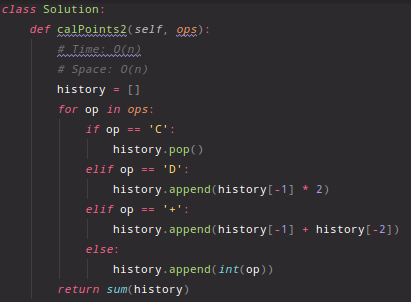 class Solution:
    def calPoints2(self, ops):
        # Time: O(n)
        # Space: O(n)
        history = []
        for op in ops:
            if op == 'C':
                history.pop()
            elif op == 'D':
                history.append(history[-1] * 2)
            elif op == '+':
                history.append(history[-1] + history[-2])
            else:
                history.append(int(op))
        return sum(history)